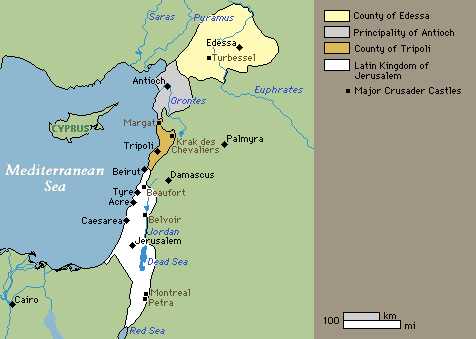 Saras
Pyramus
Edessa
Turbessel
Antioch
Euphrates
Orontes
CYPRUS
Margat
Krak des
Chevaliers
Palmyra
Tripoli
Mediterranean
Sea
Beirut
Damascus
Tyre
Beaufort
Acre
Caesarea
Belvoir
Jordan
Jerusalem
Dead Sea
Cairo
Montreal
Petra
Red Sea
County of Edessa
Principality of Antioch
County of Tripoli
Latin Kingdom of
Jerusalem
Major Crusader Castles
100
km
mi